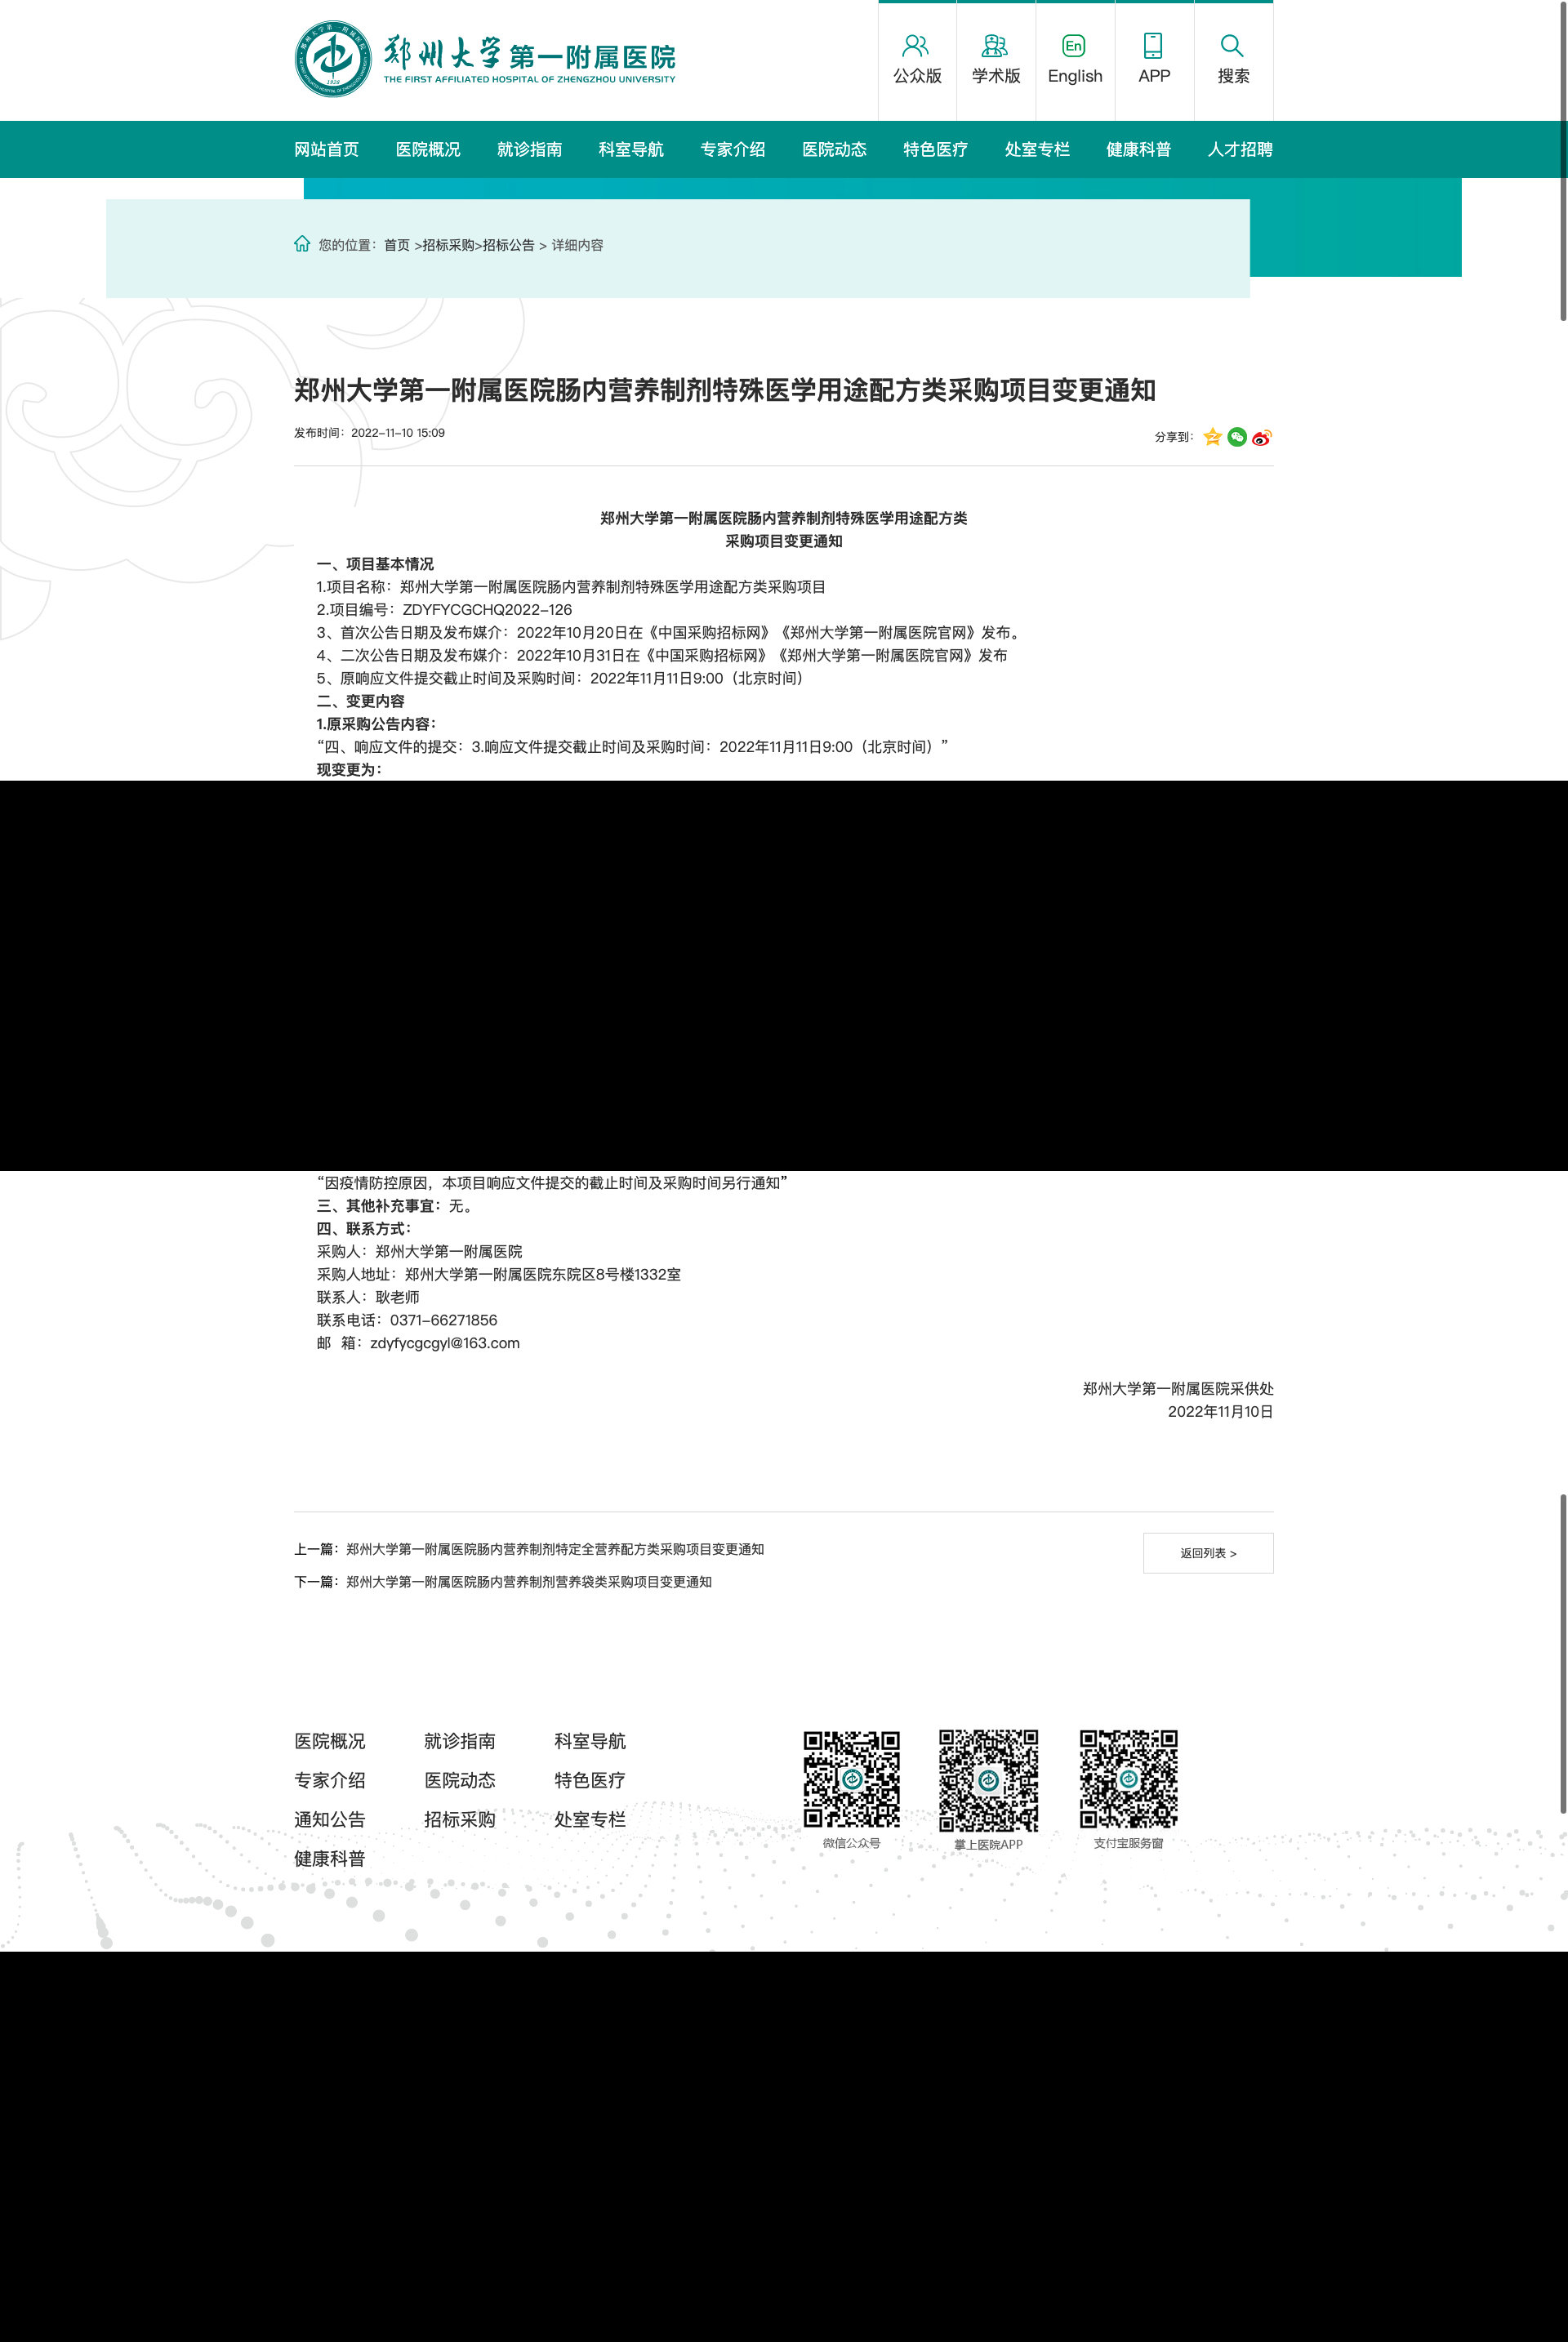 郑州大学第一附属医院
THE FIRST AFFILIATED HOSPITAL OF ZHENGZHOU UNIVERSITY
1928
公众版
学术版
En
English
APP
搜索
网站首页 医院概况 就诊指南 科室导航 专家介绍 医院动态 特色医疗 处室专栏 健康科普 人才招聘
您的位置：首页 >招标采购>招标公告 > 详细内容
郑州大学第一附属医院肠内营养制剂特殊医学用途配方类采购项目变更通知
发布时间：2022-11-10 15:09
分享到：
郑州大学第一附属医院肠内营养制剂特殊医学用途配方类
采购项目变更通知
一、项目基本情况
1.项目名称：郑州大学第一附属医院肠内营养制剂特殊医学用途配方类采购项目
2.项目编号：ZDYFYCGCHQ2022-126
3、首次公告日期及发布媒介：2022年10月20日在《中国采购招标网》《郑州大学第一附属医院官网》发布。
4、二次公告日期及发布媒介：2022年10月31日在《中国采购招标网》《郑州大学第一附属医院官网》发布
5、原响应文件提交截止时间及采购时间：2022年11月11日9:00（北京时间）
二、变更内容
1.原采购公告内容：
“四、响应文件的提交：3.响应文件提交截止时间及采购时间：2022年11月11日9:00（北京时间）”
现变更为：
“因疫情防控原因，本项目响应文件提交的截止时间及采购时间另行通知”
三、其他补充事宜：无。
四、联系方式：
采购人：郑州大学第一附属医院
采购人地址：郑州大学第一附属医院东院区8号楼1332室
联系人：耿老师
联系电话：0371-66271856
邮  箱：zdyfycgcgyl@163.com
郑州大学第一附属医院采供处
2022年11月10日
上一篇：郑州大学第一附属医院肠内营养制剂特定全营养配方类采购项目变更通知
返回列表 >
下一篇：郑州大学第一附属医院肠内营养制剂营养袋类采购项目变更通知
医院概况 就诊指南 科室导航
专家介绍 医院动态 特色医疗
通知公告 招标采购 处室专栏
健康科普
微信公众号
掌上医院APP
支付宝服务窗